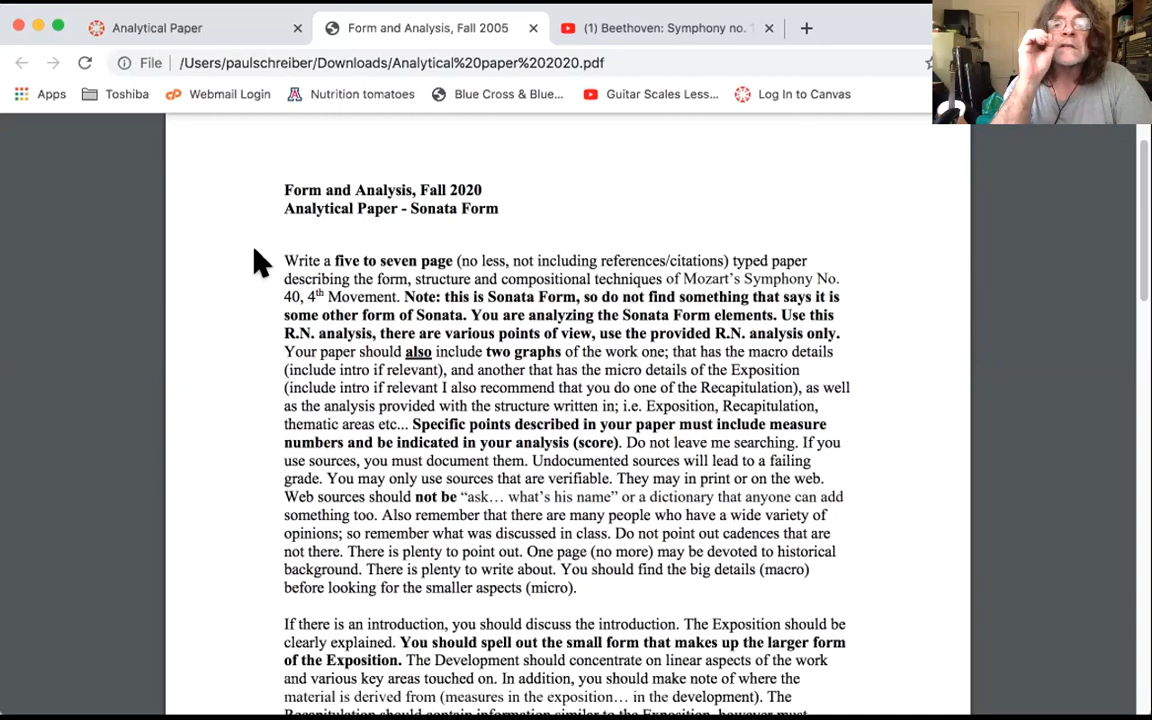 Analytical Paper
Form and Analysis, Fall 2005
(1) Beethoven: Symphony no. 1
File
/Users/paulschreiber/Downloads/Analytical%20paper%202020.pdf
Apps
Toshiba
Webmail Login
Nutrition tomatoes
Blue Cross & Blue...
Guitar Scales Less...
Log In to Canvas
Form and Analysis, Fall 2020
Analytical Paper - Sonata Form
Write a five to seven page (no less, not including references/citations) typed paper
describing the form, structure and compositional techniques of Mozart's Symphony No.
40, 4th Movement. Note: this is Sonata Form, so do not find something that says it is
some other form of Sonata. You are analyzing the Sonata Form elements. Use this
R.N. analysis, there are various points of view, use the provided R.N. analysis only.
Your paper should also include two graphs of the work one; that has the macro details
(include intro if relevant), and another that has the micro details of the Exposition
(include intro if relevant I also recommend that you do one of the Recapitulation), as well
as the analysis provided with the structure written in; i.e. Exposition, Recapitulation,
thematic areas etc... Specific points described in your paper must include measure
numbers and be indicated in your analysis (score). Do not leave me searching. If you
use sources, you must document them. Undocumented sources will lead to a failing
grade. You may only use sources that are verifiable. They may in print or on the web.
Web sources should not be “ask... what's his name” or a dictionary that anyone can add
something too. Also remember that there are many people who have a wide variety of
opinions; so remember what was discussed in class. Do not point out cadences that are
not there. There is plenty to point out. One page (no more) may be devoted to historical
background. There is plenty to write about. You should find the big details (macro)
before looking for the smaller aspects (micro).
If there is an introduction, you should discuss the introduction. The Exposition should be
clearly explained. You should spell out the small form that makes up the larger form
of the Exposition. The Development should concentrate on linear aspects of the work
and various key areas touched on. In addition, you should make note of where the
material is derived from (measures in the exposition... in the development). The
Recapitulation should contain information similar to the Exposition, however must